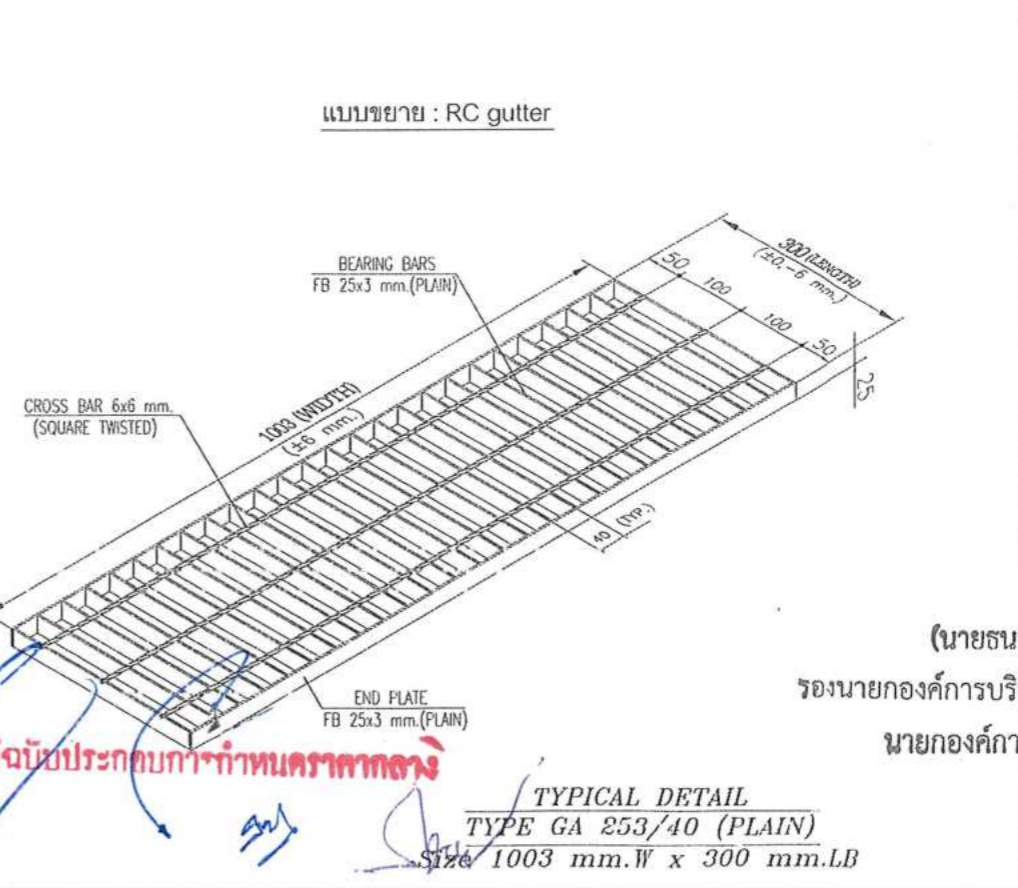 แบบขยาย : RC gutter
BEARING BARS
FB 25x3 mm.(PLAIN)
50
100
100
50
300 (LENGTH)
(±0,-6 mm.)
25
1003 (WIDTH)
(±6 mm.)
CROSS BAR 6x6 mm.
(SQUARE TWISTED)
40 (TYP.)
END PLATE
FB 25x3 mm.(PLAIN)
(นายธน
รองนายกองค์การบริ
นายกองค์กา
ฉบับประกอบการกำหนดราคากลาง
TYPICAL DETAIL
TYPE GA 253/40 (PLAIN)
Size 1003 mm.W x 300 mm.LB